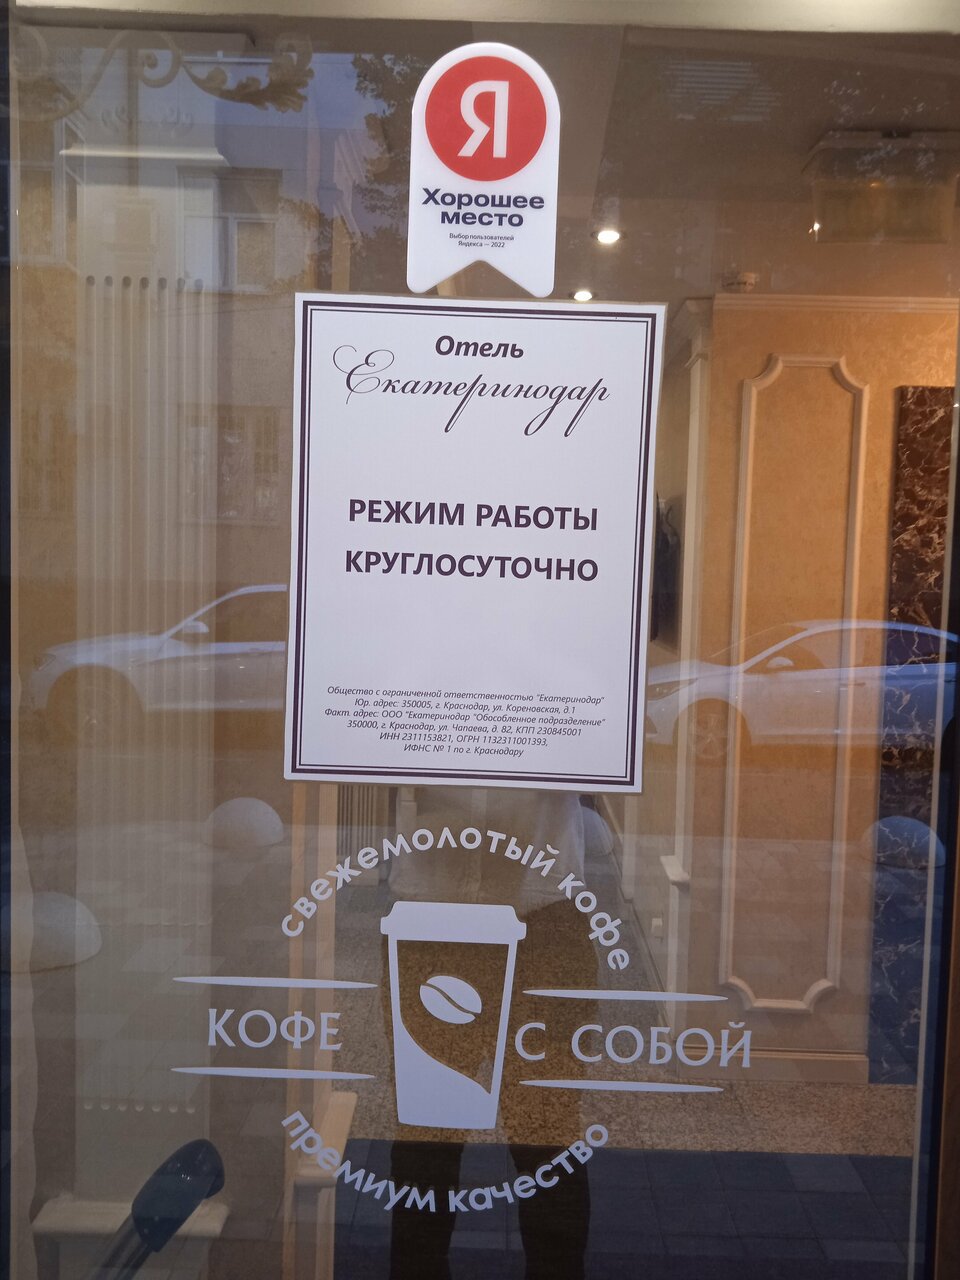 Я
Хорошее
место
Выбор пользователей
Яндекса — 2022
Отель
Екатеринодар
РЕЖИМ РАБОТЫ
КРУГЛОСУТОЧНО
Общество с ограниченной ответственностью "Екатеринодар"
Юр. адрес: 350005, г. Краснодар, ул. Кореновская, д.1
Факт. адрес: ООО "Екатеринодар "Обособленное подразделение"
350000, г. Краснодар, ул. Чапаева, д. 82, КПП 230845001
ИНН 2311153821, ОГРН 1132311001393,
ИФНС № 1 по г. Краснодару
свежемолотый кофе
КОФЕ С СОБОЙ
премиум качество